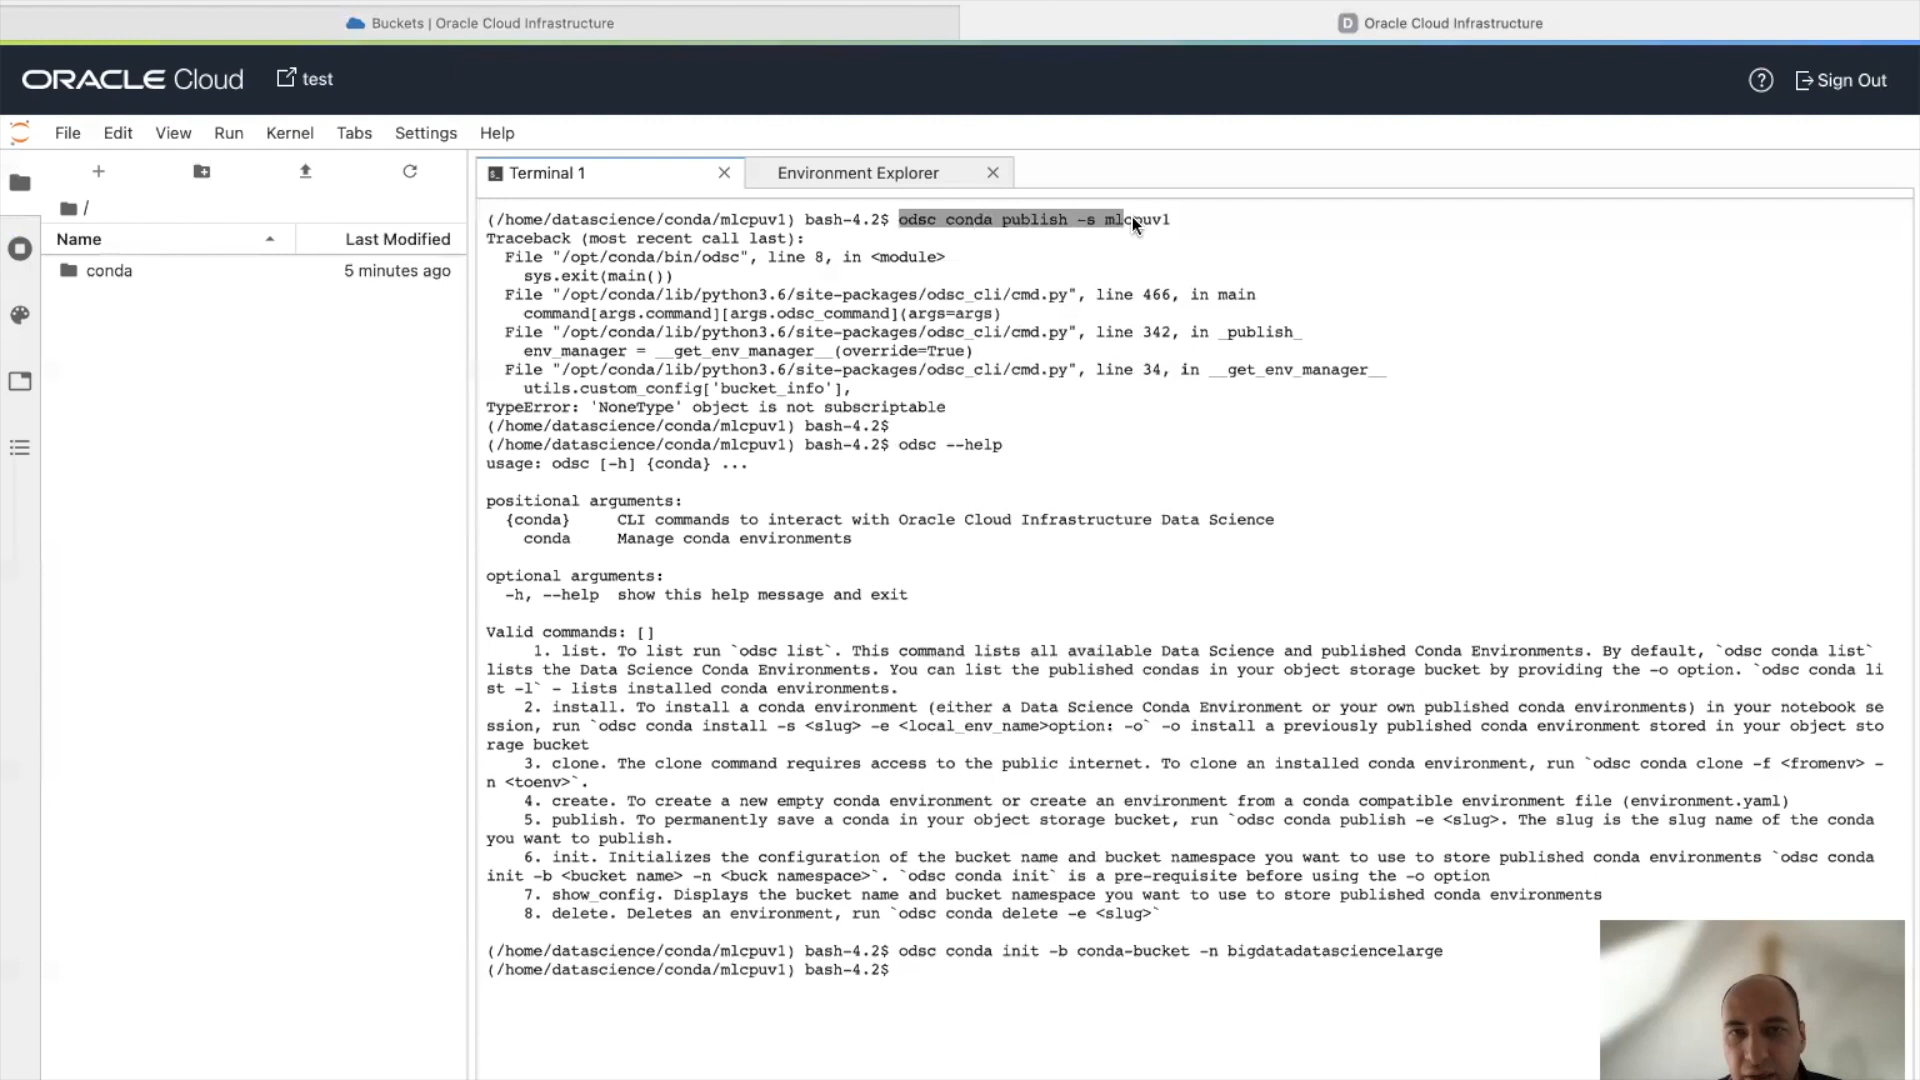 Buckets | Oracle Cloud Infrastructure
D Oracle Cloud Infrastructure
ORACLE Cloud test
? Sign Out
File Edit View Run Kernel Tabs Settings Help
Terminal 1
Environment Explorer
/
Name Last Modified
conda 5 minutes ago
(/home/datascience/conda/mlcpuv1) bash-4.2$ odsc conda publish -s mlcpuv1
Traceback (most recent call last):
File "/opt/conda/bin/odsc", line 8, in <module>
sys.exit(main())
File "/opt/conda/lib/python3.6/site-packages/odsc_cli/cmd.py", line 466, in main
command[args.command][args.odsc_command](args=args)
File "/opt/conda/lib/python3.6/site-packages/odsc_cli/cmd.py", line 342, in _publish_
env_manager = __get_env_manager__(override=True)
File "/opt/conda/lib/python3.6/site-packages/odsc_cli/cmd.py", line 34, in __get_env_manager__
utils.custom_config['bucket_info'],
TypeError: 'NoneType' object is not subscriptable
(/home/datascience/conda/mlcpuv1) bash-4.2$
(/home/datascience/conda/mlcpuv1) bash-4.2$ odsc --help
usage: odsc [-h] {conda} ...
positional arguments:
{conda} CLI commands to interact with Oracle Cloud Infrastructure Data Science
conda Manage conda environments
optional arguments:
-h, --help show this help message and exit
Valid commands: []
1. list. To list run `odsc list`. This command lists all available Data Science and published Conda Environments. By default, `odsc conda list`
lists the Data Science Conda Environments. You can list the published condas in your object storage bucket by providing the -o option. `odsc conda li
st -l` - lists installed conda environments.
2. install. To install a conda environment (either a Data Science Conda Environment or your own published conda environments) in your notebook se
ssion, run `odsc conda install -s <slug> -e <local_env_name>option: -o` -o install a previously published conda environment stored in your object sto
rage bucket
3. clone. The clone command requires access to the public internet. To clone an installed conda environment, run `odsc conda clone -f <fromenv> -
n <toenv>`.
4. create. To create a new empty conda environment or create an environment from a conda compatible environment file (environment.yaml)
5. publish. To permanently save a conda in your object storage bucket, run `odsc conda publish -e <slug>. The slug is the slug name of the conda
you want to publish.
6. init. Initializes the configuration of the bucket name and bucket namespace you want to use to store published conda environments `odsc conda
init -b <bucket name> -n <buck namespace>`. `odsc conda init` is a pre-requisite before using the -o option
7. show_config. Displays the bucket name and bucket namespace you want to use to store published conda environments
8. delete. Deletes an environment, run `odsc conda delete -e <slug>`
(/home/datascience/conda/mlcpuv1) bash-4.2$ odsc conda init -b conda-bucket -n bigdatadatasciencelarge
(/home/datascience/conda/mlcpuv1) bash-4.2$